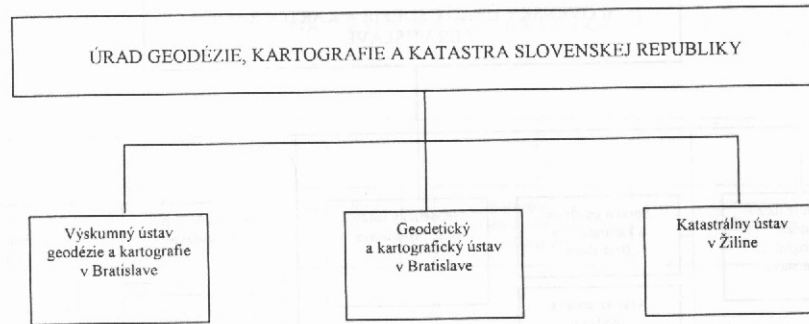 ÚRAD GEODÉZIE, KARTOGRAFIE A KATASTRA SLOVENSKEJ REPUBLIKY
Výskumný ústav
geodézie a kartografie
v Bratislave
Geodetický
a kartografický ústav
v Bratislave
Katastrálny ústav
v Žiline